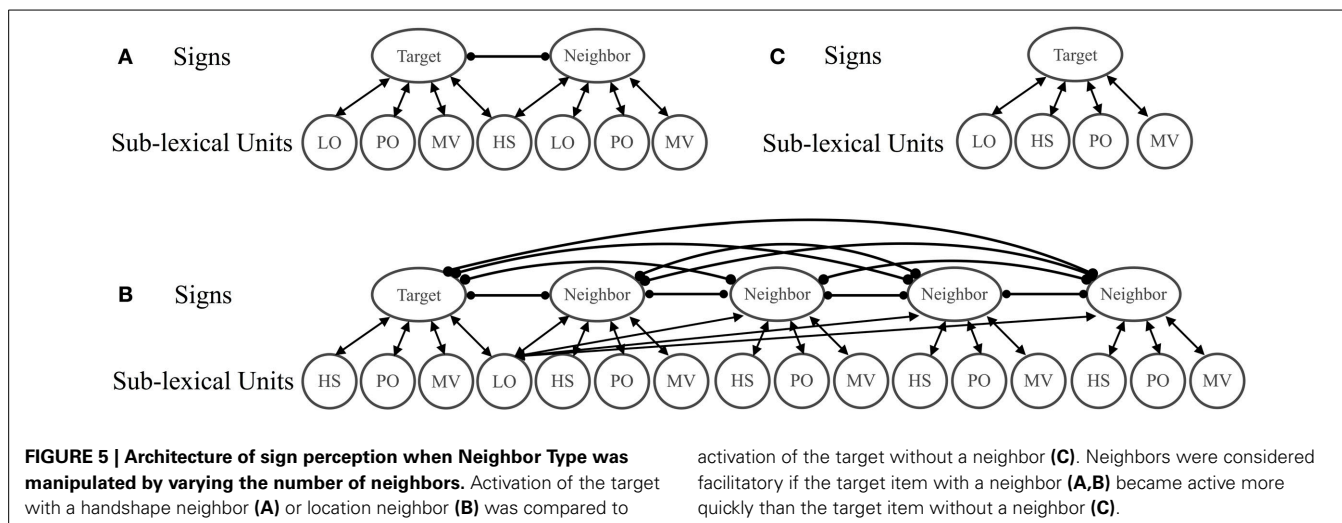 A Signs Target Neighbor
Sub-lexical Units LO PO MV HS LO PO MV
C Signs Target
Sub-lexical Units LO HS PO MV
B Signs Target Neighbor Neighbor Neighbor Neighbor
Sub-lexical Units HS PO MV LO HS PO MV HS PO MV HS PO MV HS PO MV
FIGURE 5 | Architecture of sign perception when Neighbor Type was
manipulated by varying the number of neighbors. Activation of the target
with a handshape neighbor (A) or location neighbor (B) was compared to
activation of the target without a neighbor (C). Neighbors were considered
facilitatory if the target item with a neighbor (A,B) became active more
quickly than the target item without a neighbor (C).